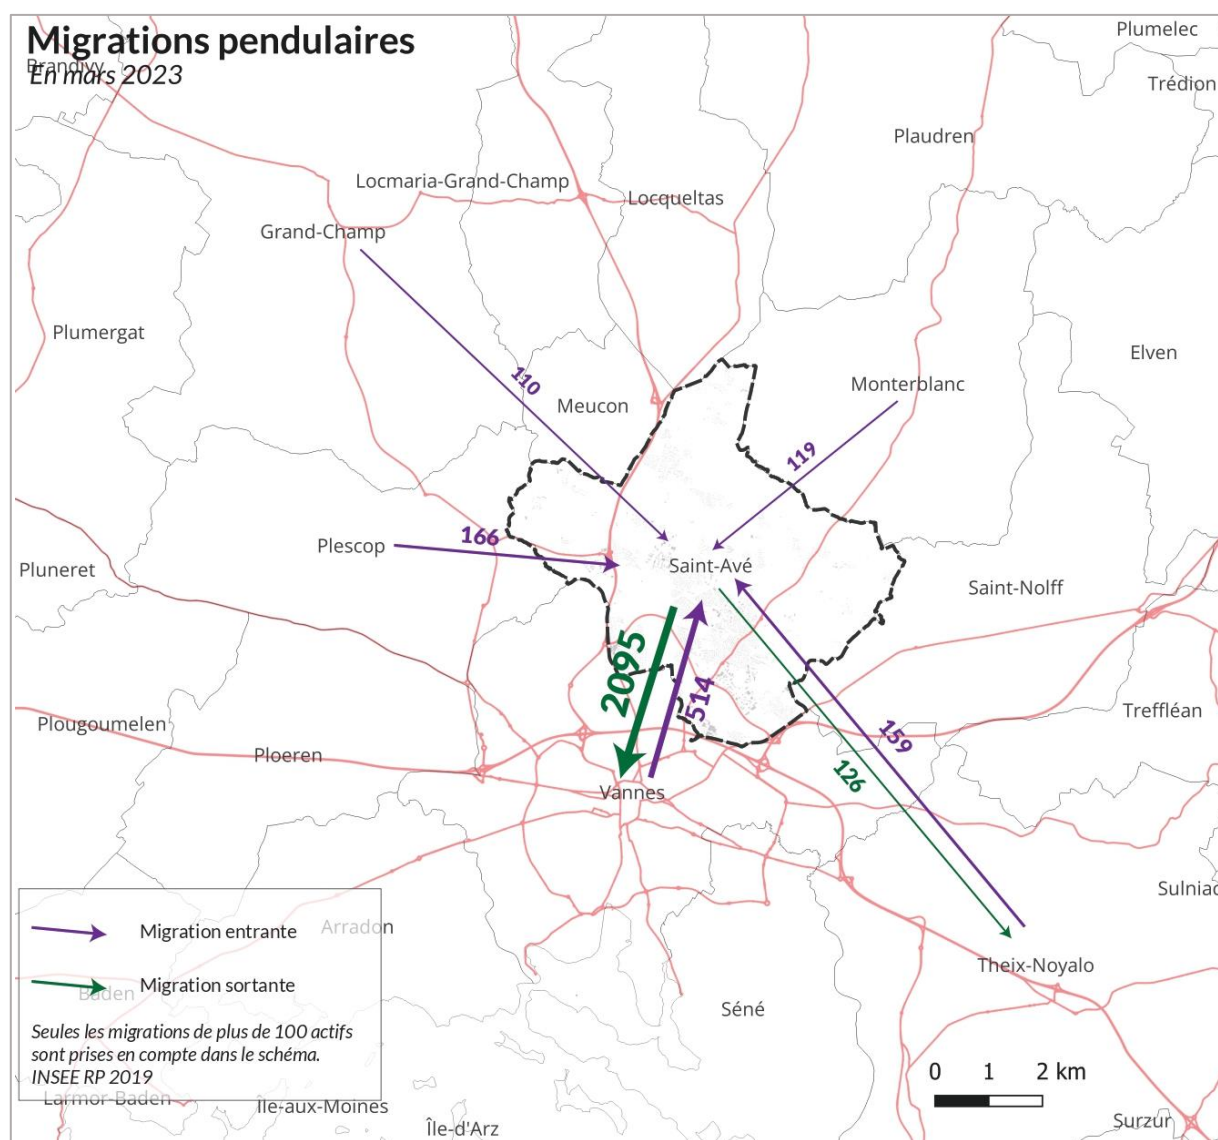 Migrations pendulaires
En mars 2023
Brandivy
Plumelec
Trédion
Plaudren
Locmaria-Grand-Champ
Locqueltas
Grand-Champ
Plumergat
Elven
110
Monterblanc
Meucon
119
166
Plescop
Saint-Avé
Pluneret
Saint-Nolff
2095
514
Plougoumelen
Treffléan
159
Ploeren
126
Vannes
Sulniac
Migration entrante
Arradon
Theix-Noyalo
Migration sortante
Baden
Séné
Seules les migrations de plus de 100 actifs
sont prises en compte dans le schéma.
INSEE RP 2019
0 1 2 km
Larmor-Baden
Île-aux-Moines
Île-d'Arz
Surzur